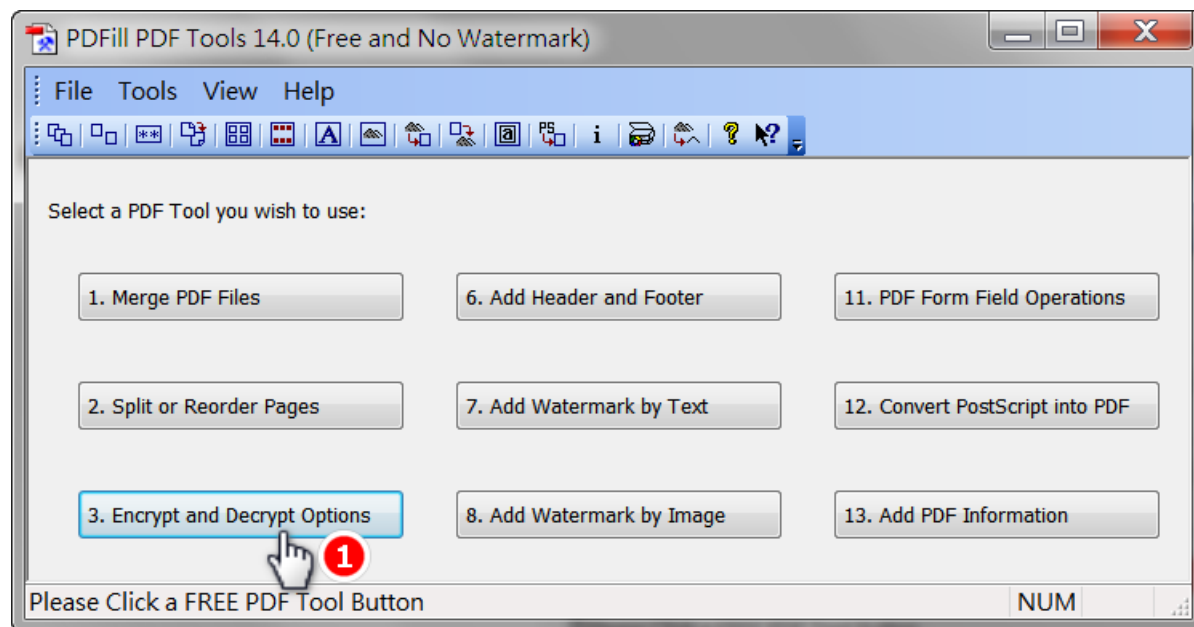 PDFill PDF Tools 14.0 (Free and No Watermark)
File Tools View Help
Select a PDF Tool you wish to use:
1. Merge PDF Files
6. Add Header and Footer
11. PDF Form Field Operations
2. Split or Reorder Pages
7. Add Watermark by Text
12. Convert PostScript into PDF
3. Encrypt and Decrypt Options
8. Add Watermark by Image
13. Add PDF Information
1
Please Click a FREE PDF Tool Button
NUM